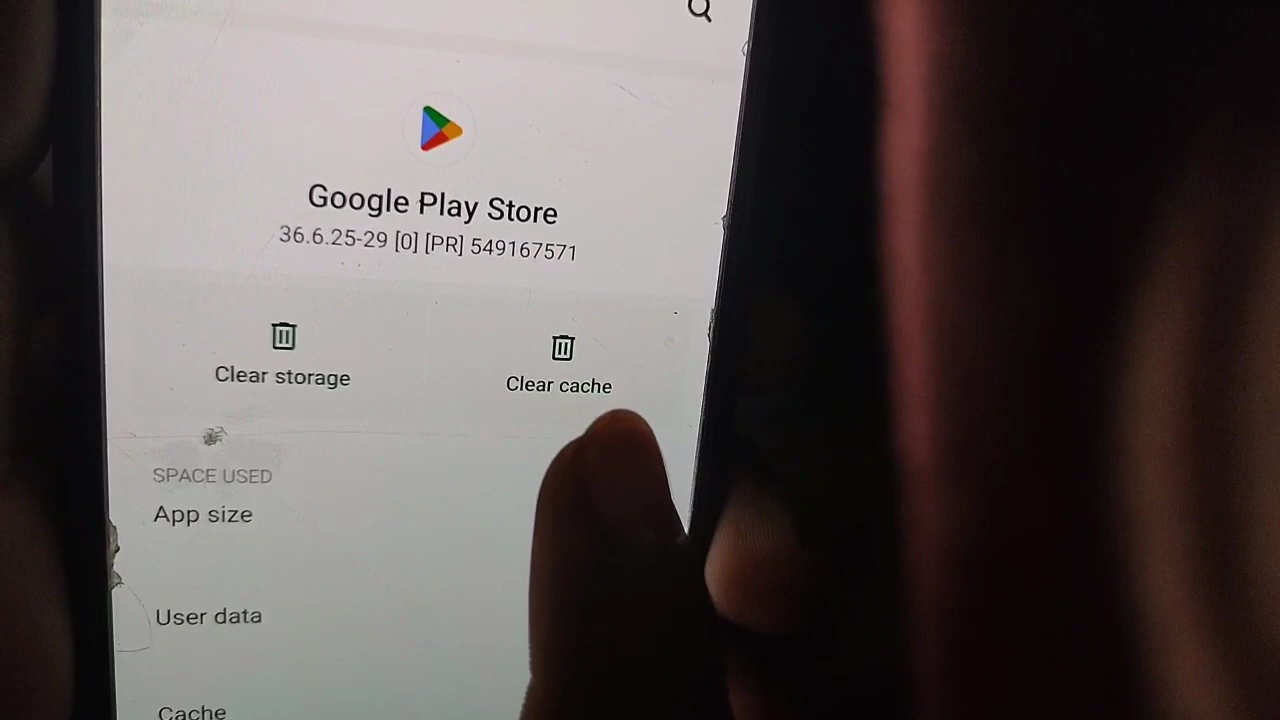 Google Play Store
36.6.25-29 [0] [PR] 549167571
Clear storage
Clear cache
SPACE USED
App size
User data
Cache